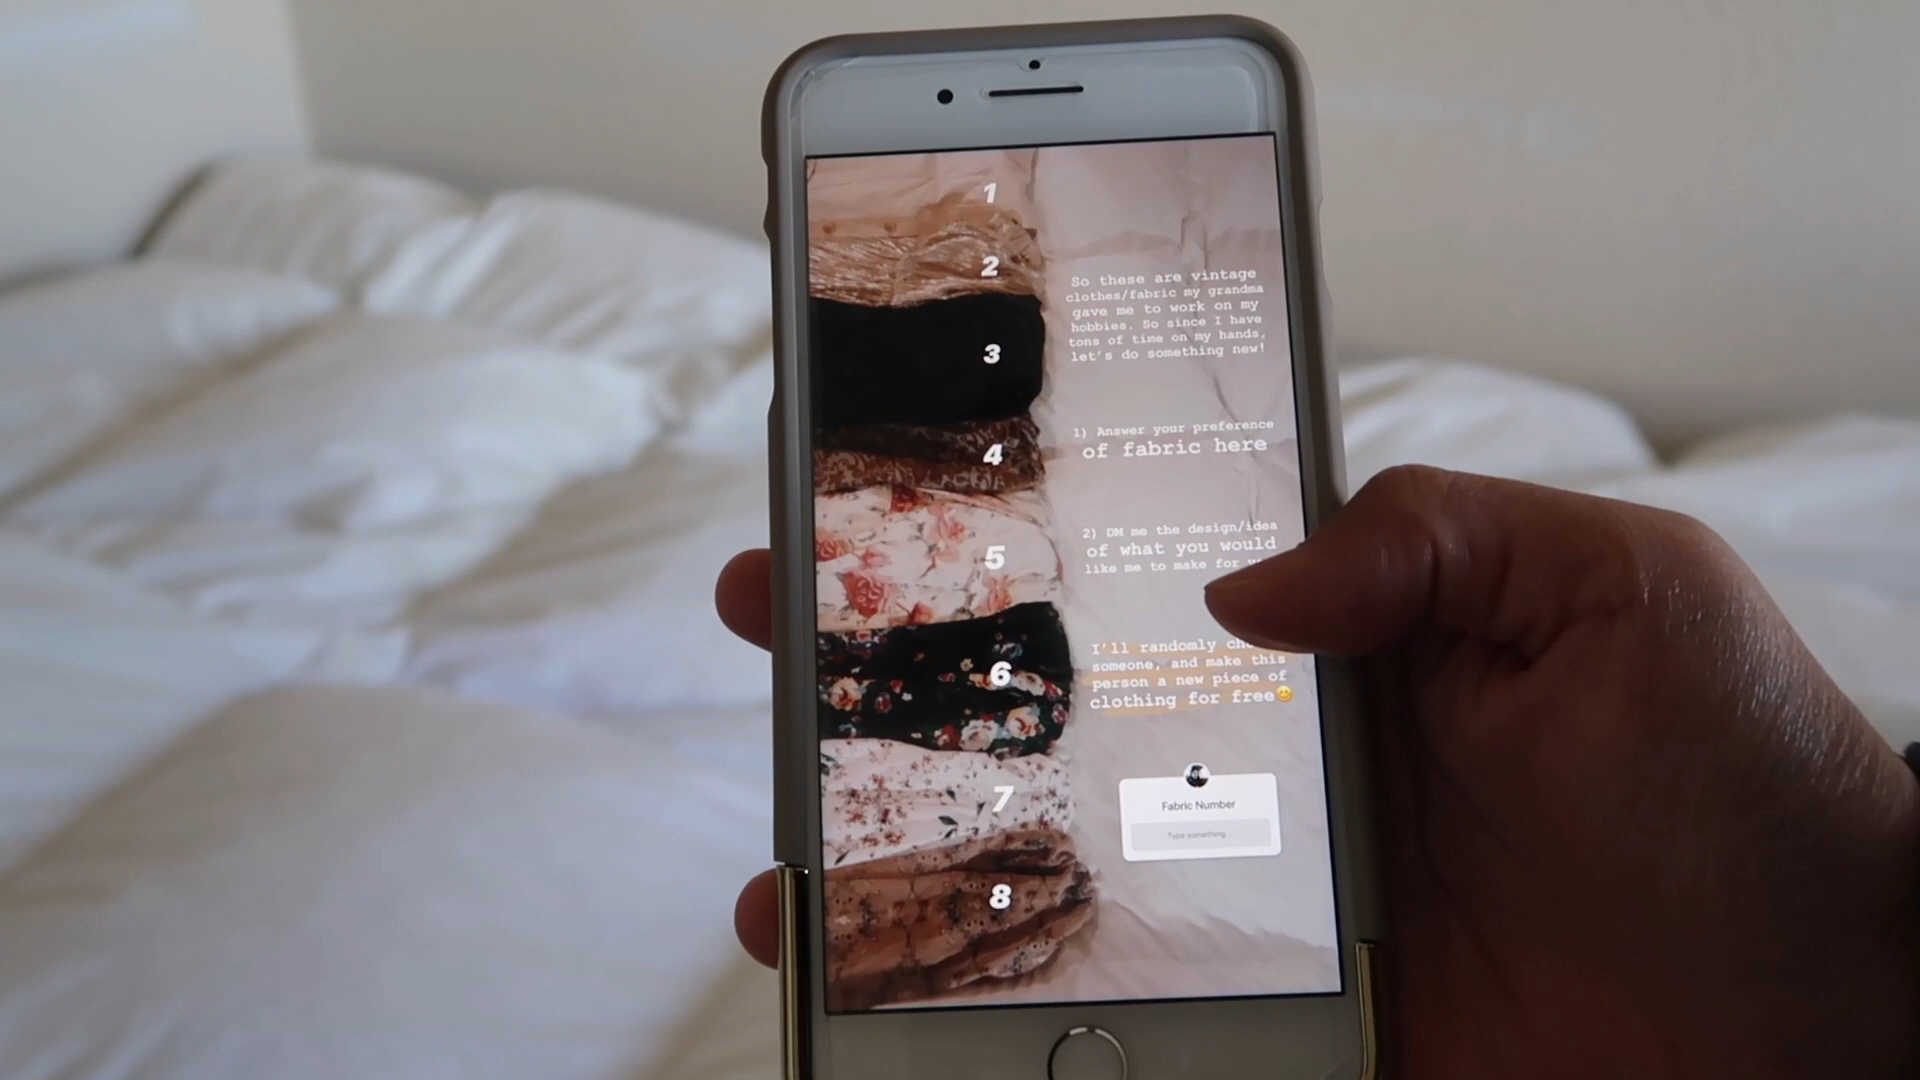 1
2
3
4
5
6
7
8
So these are vintage
clothes/fabric my grandma
gave me to work on my
hobbies. So since I have
tons of time on my hands,
let's do something new!
1) Answer your preference
of fabric here
2) DM me the design/idea
of what you would
like me to make for
I'll randomly
someone, and make this
person a new piece of
clothing for free😊
Fabric Number
Type something...